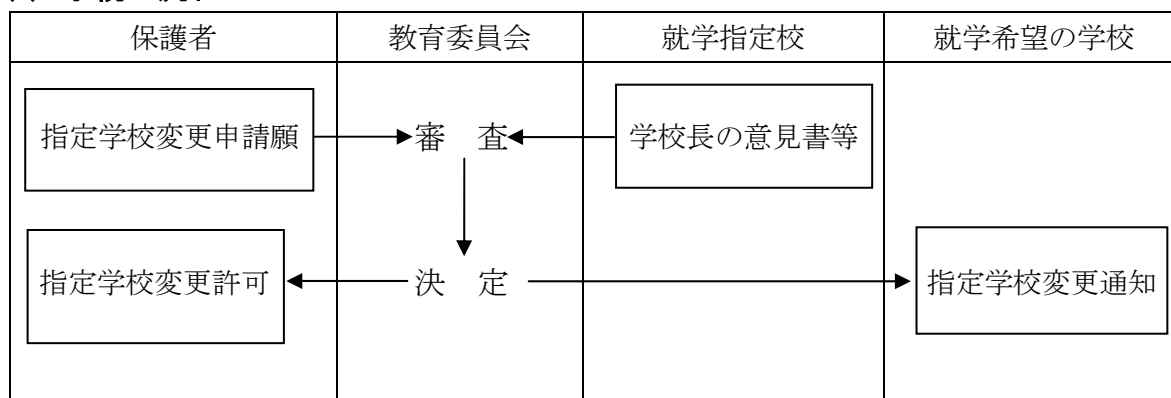 保護者
教育委員会
就学指定校
就学希望の学校
指定学校変更申請願
審　査
学校長の意見書等
指定学校変更許可
決　定
指定学校変更通知